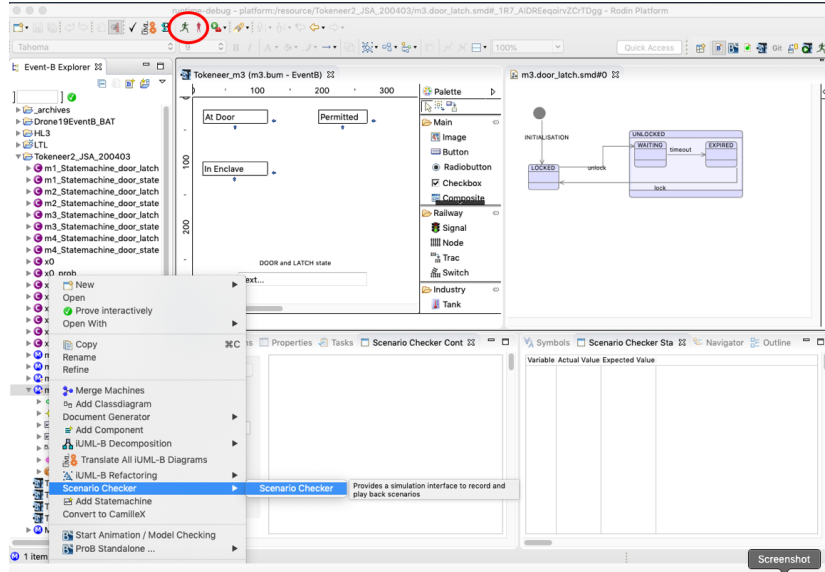 runtime-debug - platform:/resource/Tokeneer2_JSA_200403/m3.door_latch.smd#_1R7_AIDREeqoirvZCrTDgg - Rodin Platform
Tahoma
100%
Quick Access
Git
Event-B Explorer
_archives
Drone19EventB_BAT
HL3
LTL
Tokeneer2_JSA_200403
m1_Statemachine_door_latch
m1_Statemachine_door_state
m2_Statemachine_door_latch
m2_Statemachine_door_state
m3_Statemachine_door_latch
m3_Statemachine_door_state
m4_Statemachine_door_latch
m4_Statemachine_door_state
x0
x0_prob
Tokeneer_m3 (m3.bum - EventB)
0
100
200
300
100
200
At Door
Permitted
In Enclave
DOOR and LATCH state
ext...
Palette
Main
Image
Button
Radiobutton
Checkbox
Composite
Railway
Signal
Node
Trac
Switch
Industry
Tank
m3.door_latch.smd#0
INITIALISATION
LOCKED
unlock
UNLOCKED
WAITING
timeout
EXPIRED
lock
New
Open
Prove interactively
Open With
Copy ⌘C
Rename
Refine
Merge Machines
Add Classdiagram
Document Generator
Add Component
iUML-B Decomposition
Translate All iUML-B Diagrams
iUML-B Refactoring
Scenario Checker
Add Statemachine
Convert to CamilleX
Start Animation / Model Checking
ProB Standalone ...
Scenario Checker
Provides a simulation interface to record and
play back scenarios
ns
Properties
Tasks
Scenario Checker Cont
Symbols
Scenario Checker Sta
Navigator
Outline
Variable Actual Value Expected Value
1 item
Screenshot